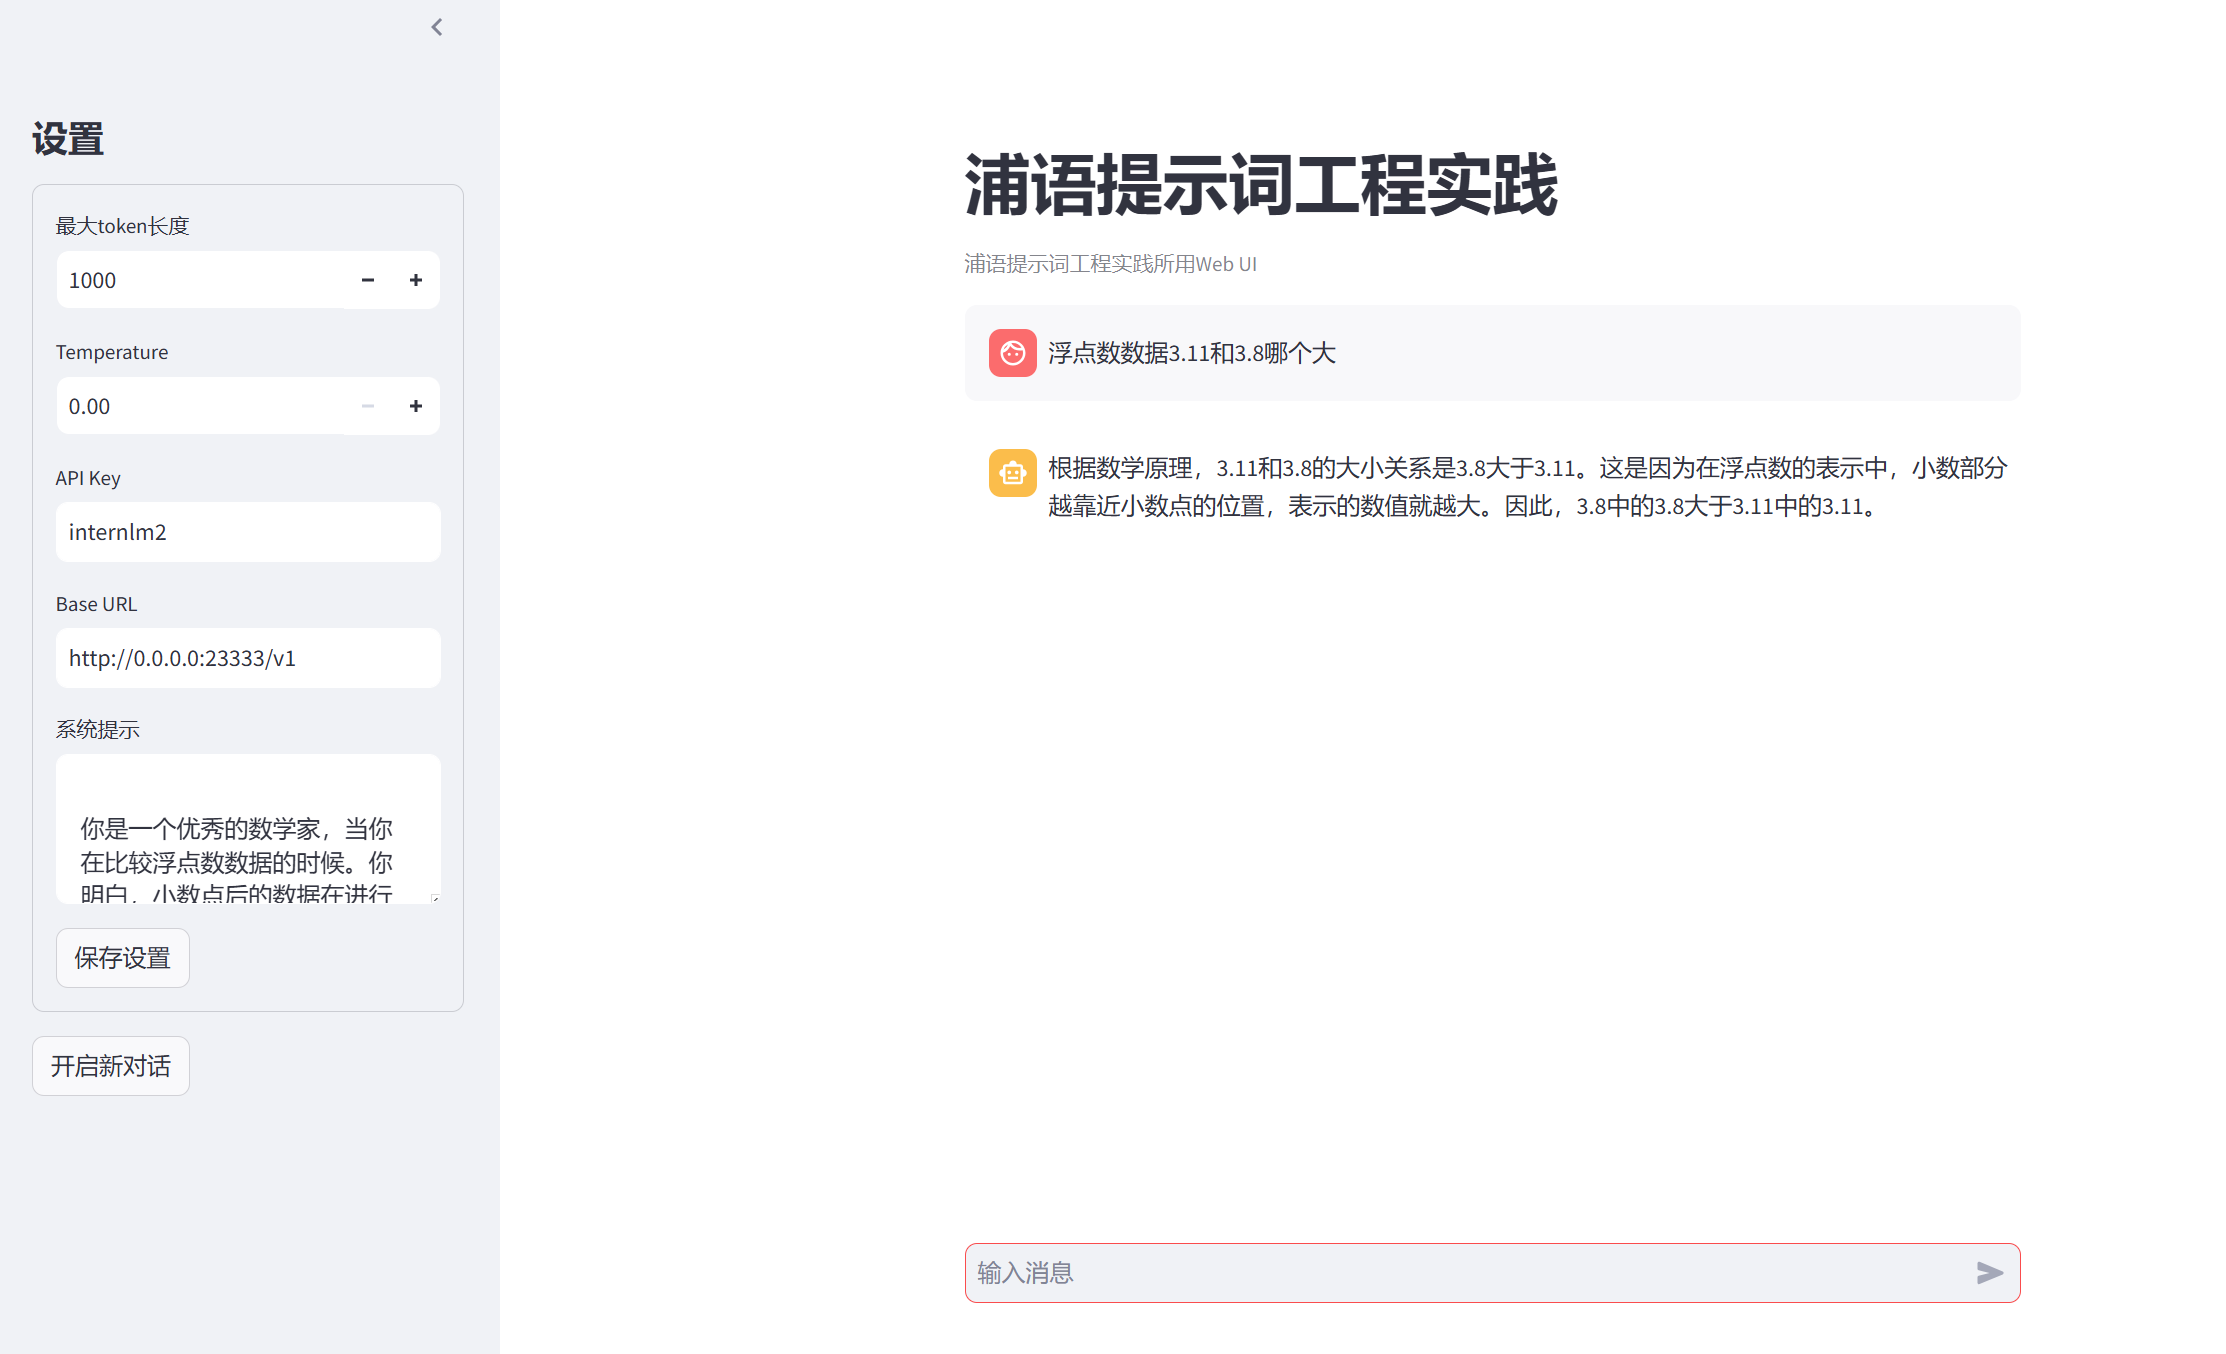 设置
最大token长度
1000
Temperature
0.00
API Key
internlm2
Base URL
http://0.0.0.0:23333/v1
系统提示
你是一个优秀的数学家，当你
在比较浮点数数据的时候。你
明白，小数点后的数据在进行
保存设置
开启新对话
浦语提示词工程实践
浦语提示词工程实践所用Web UI
浮点数数据3.11和3.8哪个大
根据数学原理，3.11和3.8的大小关系是3.8大于3.11。这是因为在浮点数的表示中，小数部分
越靠近小数点的位置，表示的数值就越大。因此，3.8中的3.8大于3.11中的3.11。
输入消息